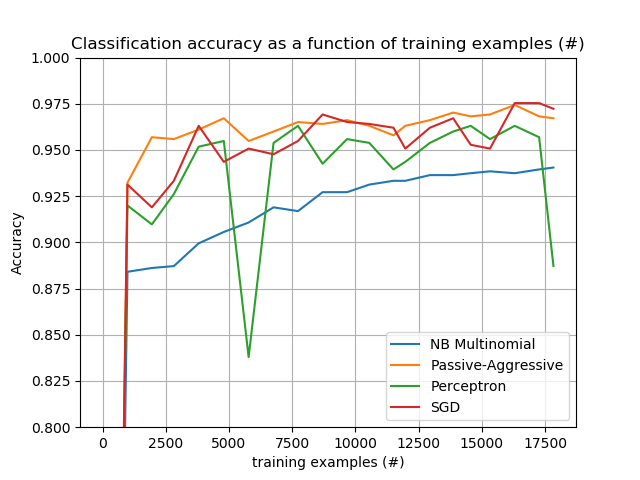 Classification accuracy as a function of training examples (#)
1.000
0.975
0.950
0.925
0.900
0.875
0.850
0.825
0.800
Accuracy
NB Multinomial
Passive-Aggressive
Perceptron
SGD
0 2500 5000 7500 10000 12500 15000 17500
training examples (#)